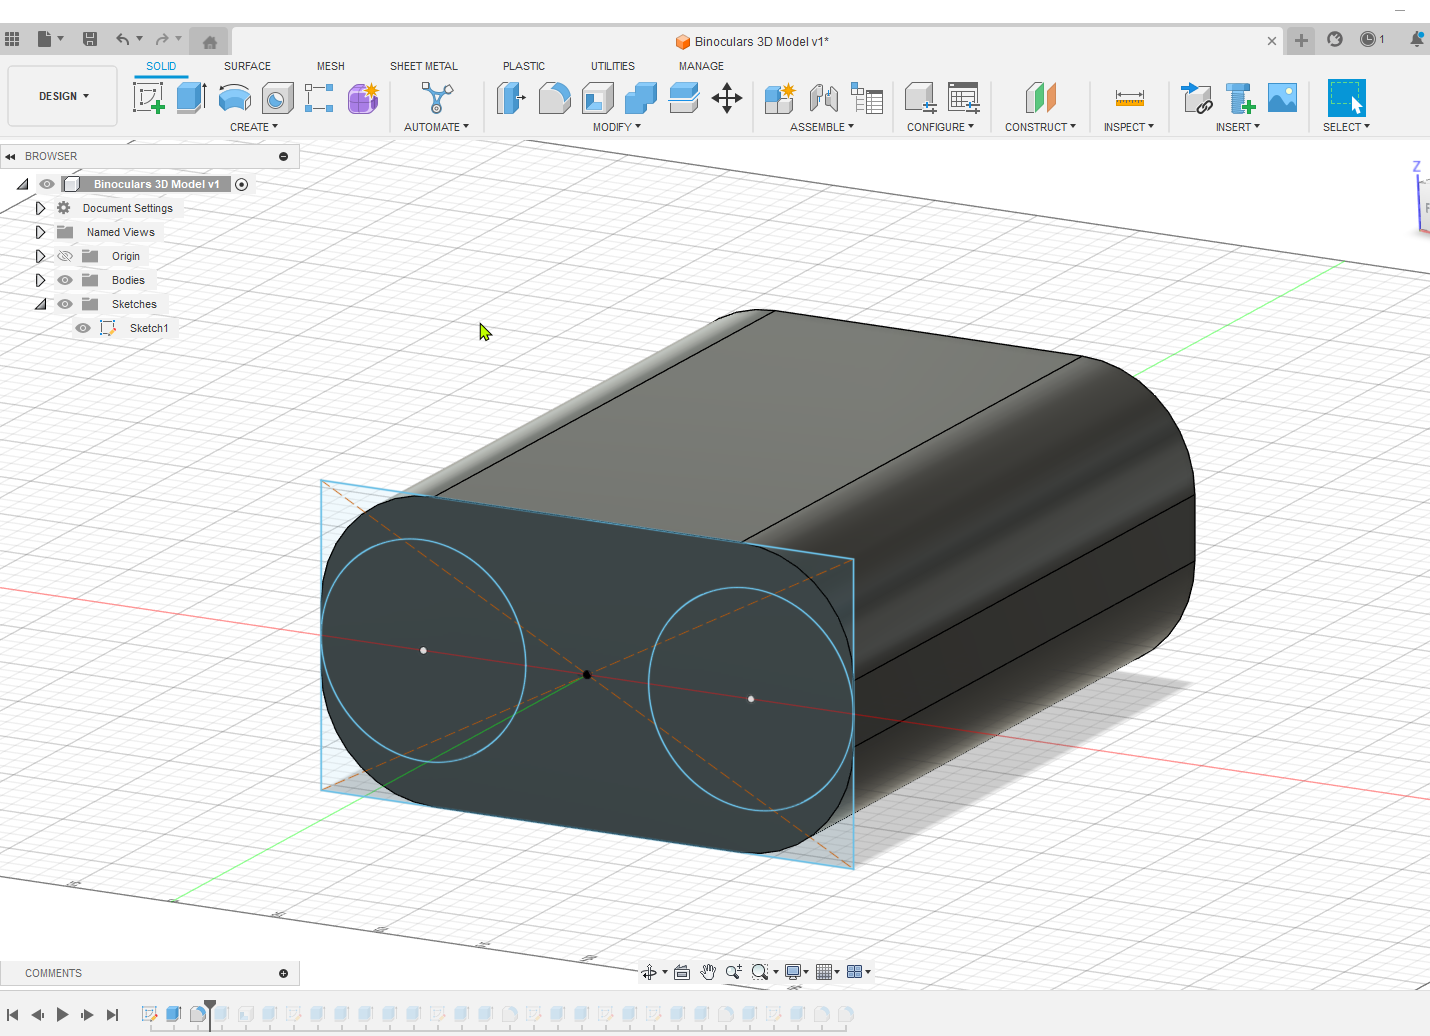 Binoculars 3D Model v1*
1
DESIGN
SOLID SURFACE MESH SHEET METAL PLASTIC UTILITIES MANAGE
CREATE AUTOMATE MODIFY ASSEMBLE CONFIGURE CONSTRUCT INSPECT INSERT SELECT
BROWSER
Binoculars 3D Model v1
Document Settings
Named Views
Origin
Bodies
Sketches
Sketch1
Z
COMMENTS